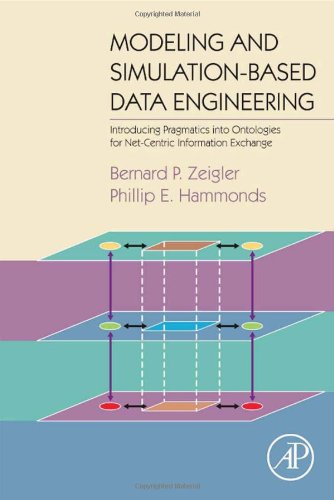 MODELING AND
SIMULATION-BASED
DATA ENGINEERING
Introducing Pragmatics into Ontologies
for Net-Centric Information Exchange
Bernard P. Zeigler
Phillip E. Hammonds
AP